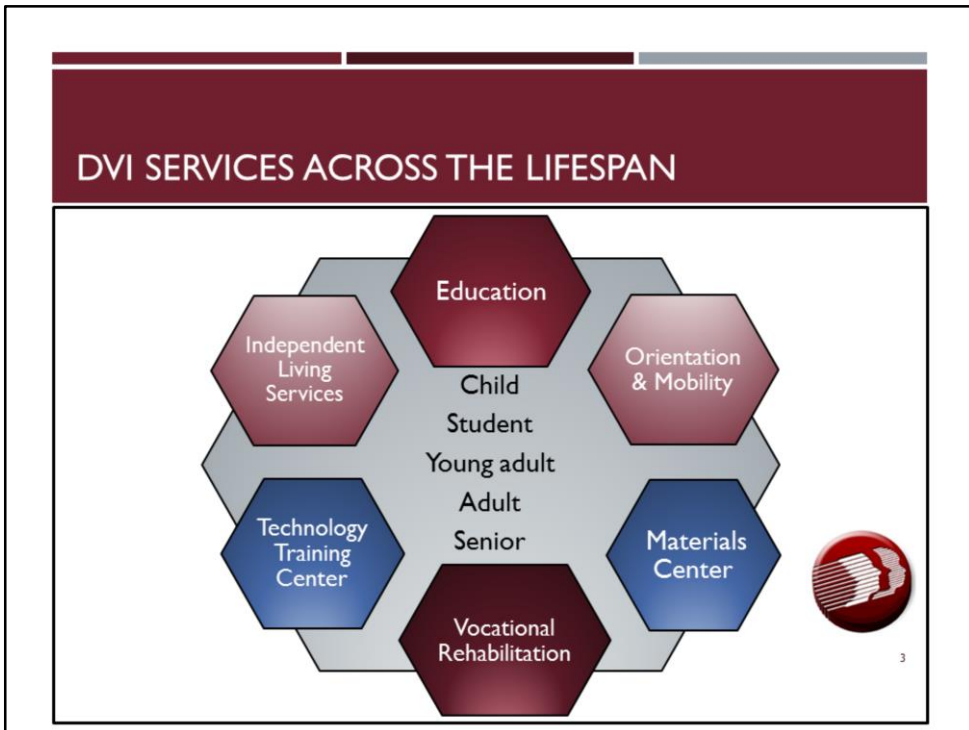 DVI SERVICES ACROSS THE LIFESPAN
Education
Independent
Living
Services
Orientation
& Mobility
Child
Student
Young adult
Adult
Senior
Technology
Training
Center
Materials
Center
Vocational
Rehabilitation
3